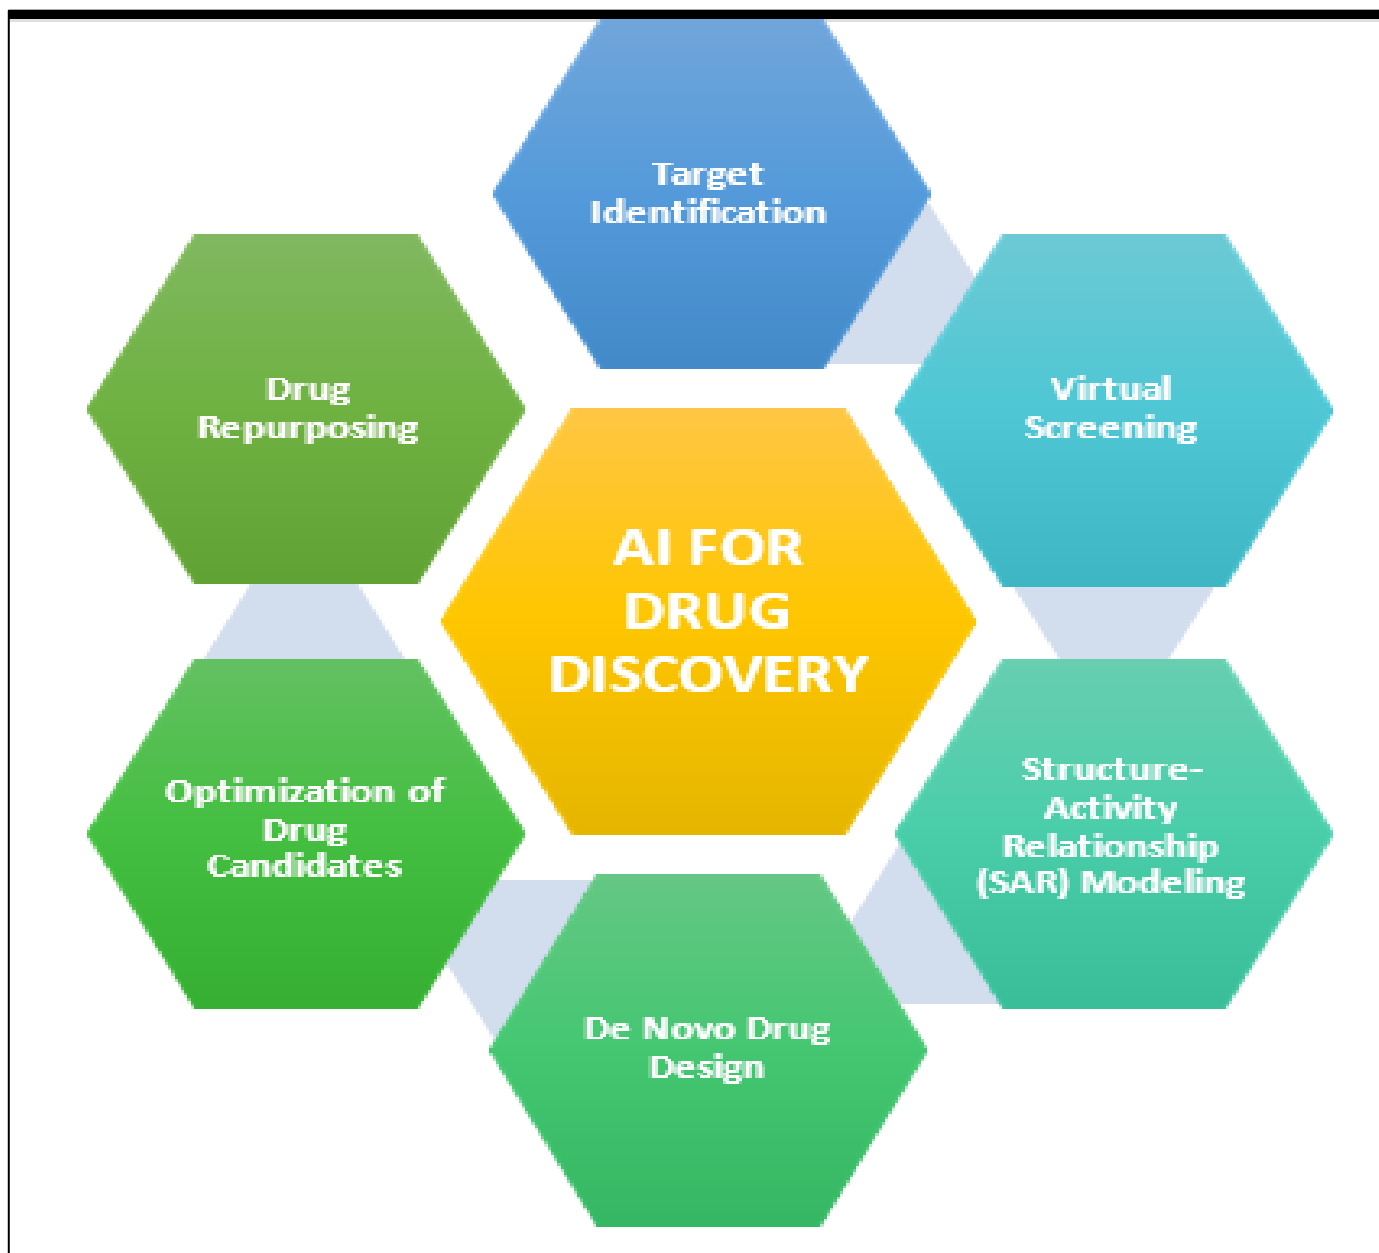 Target
Identification
Virtual
Screening
Structure-
Activity
Relationship
(SAR) Modeling
De Novo Drug
Design
Optimization of
Drug
Candidates
Drug
Repurposing
AI FOR
DRUG
DISCOVERY